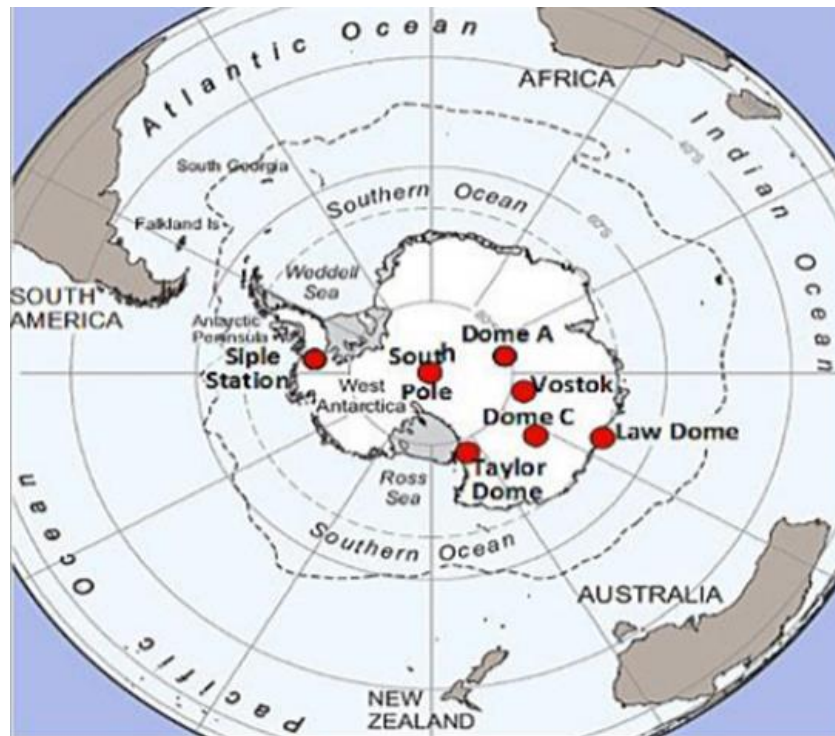 Atlantic Ocean
AFRICA
Indian Ocean
South Georgia
Southern Ocean
Falkland Is
Weddell
Sea
SOUTH
AMERICA
Antarctic
Peninsula
Dome A
Siple
Station
South
Pole
West
Antarctica
Vostok
Dome C
Law Dome
Taylor
Dome
Ross
Sea
Southern Ocean
Pacific Ocean
AUSTRALIA
NEW
ZEALAND